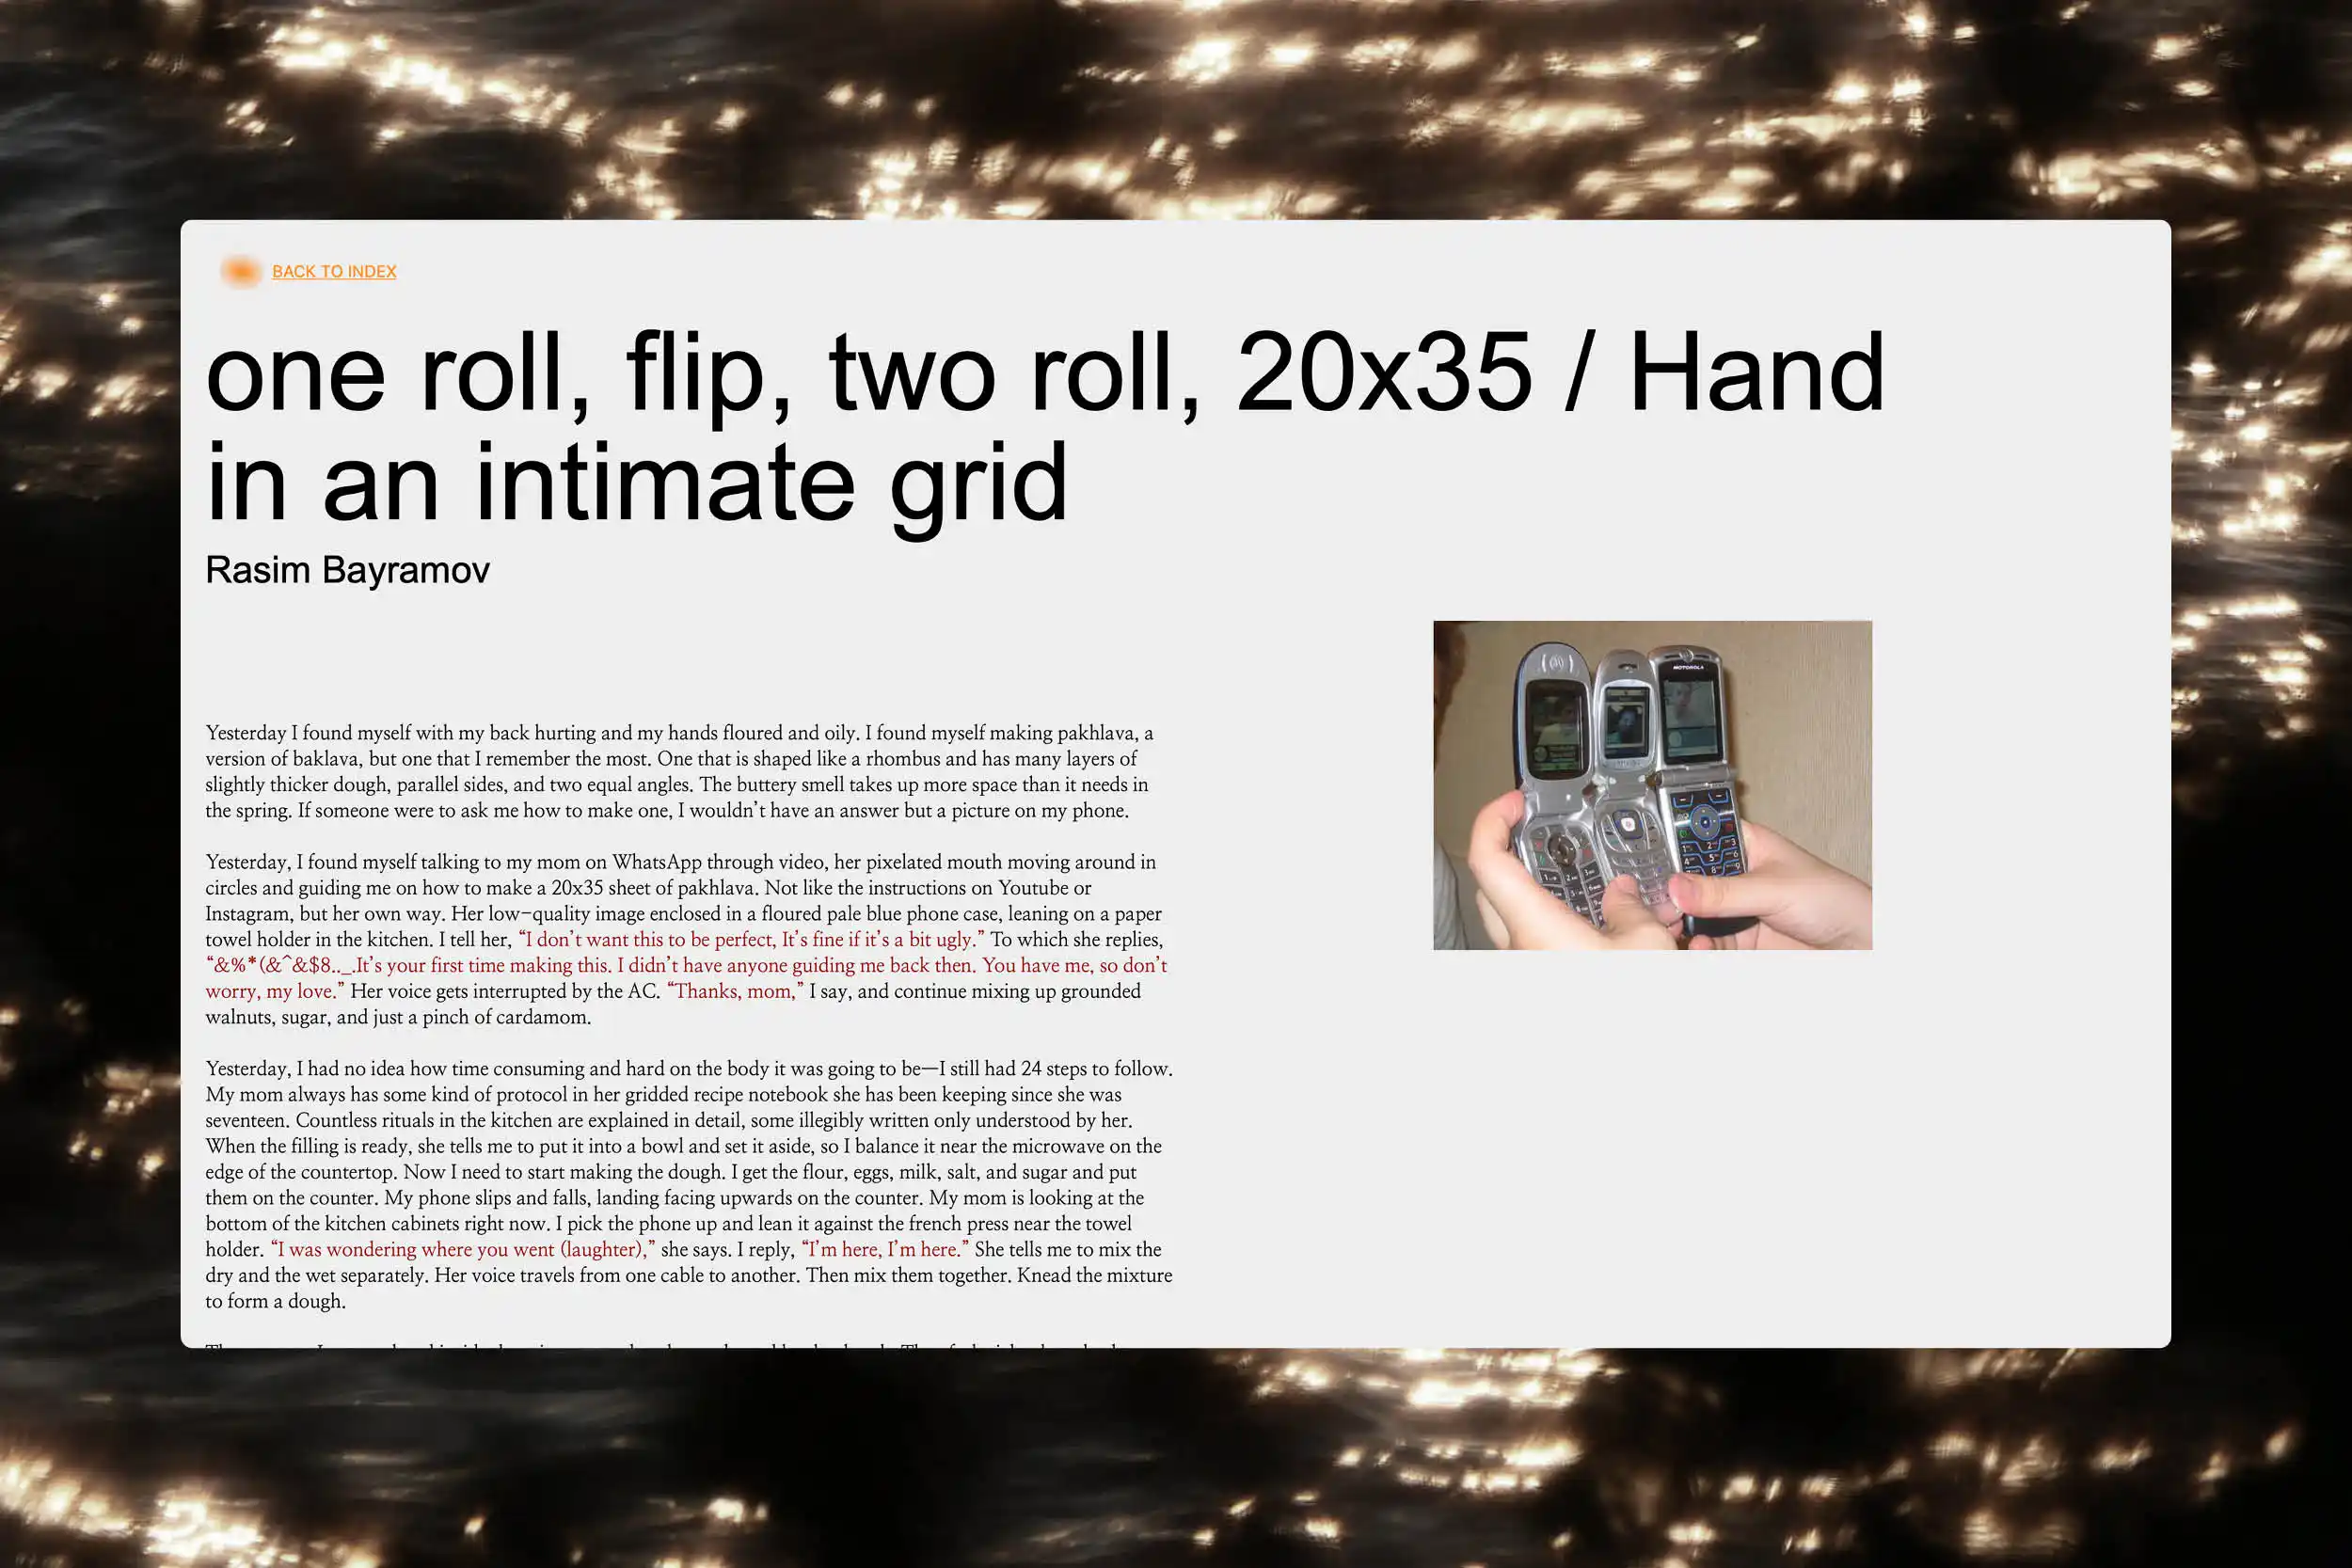 BACK TO INDEX
one roll, flip, two roll, 20x35 / Hand
in an intimate grid
Rasim Bayramov
MOTOROLA
Yesterday I found myself with my back hurting and my hands floured and oily. I found myself making pakhlava, a
version of baklava, but one that I remember the most. One that is shaped like a rhombus and has many layers of
slightly thicker dough, parallel sides, and two equal angles. The buttery smell takes up more space than it needs in
the spring. If someone were to ask me how to make one, I wouldn’t have an answer but a picture on my phone.
Yesterday, I found myself talking to my mom on WhatsApp through video, her pixelated mouth moving around in
circles and guiding me on how to make a 20x35 sheet of pakhlava. Not like the instructions on Youtube or
Instagram, but her own way. Her low-quality image enclosed in a floured pale blue phone case, leaning on a paper
towel holder in the kitchen. I tell her, “I don’t want this to be perfect, It’s fine if it’s a bit ugly.” To which she replies,
“&%*(&^&$8.._.It’s your first time making this. I didn’t have anyone guiding me back then. You have me, so don’t
worry, my love.” Her voice gets interrupted by the AC. “Thanks, mom,” I say, and continue mixing up grounded
walnuts, sugar, and just a pinch of cardamom.
Yesterday, I had no idea how time consuming and hard on the body it was going to be—I still had 24 steps to follow.
My mom always has some kind of protocol in her gridded recipe notebook she has been keeping since she was
seventeen. Countless rituals in the kitchen are explained in detail, some illegibly written only understood by her.
When the filling is ready, she tells me to put it into a bowl and set it aside, so I balance it near the microwave on the
edge of the countertop. Now I need to start making the dough. I get the flour, eggs, milk, salt, and sugar and put
them on the counter. My phone slips and falls, landing facing upwards on the counter. My mom is looking at the
bottom of the kitchen cabinets right now. I pick the phone up and lean it against the french press near the towel
holder. “I was wondering where you went (laughter),” she says. I reply, “I’m here, I’m here.” She tells me to mix the
dry and the wet separately. Her voice travels from one cable to another. Then mix them together. Knead the mixture
to form a dough.